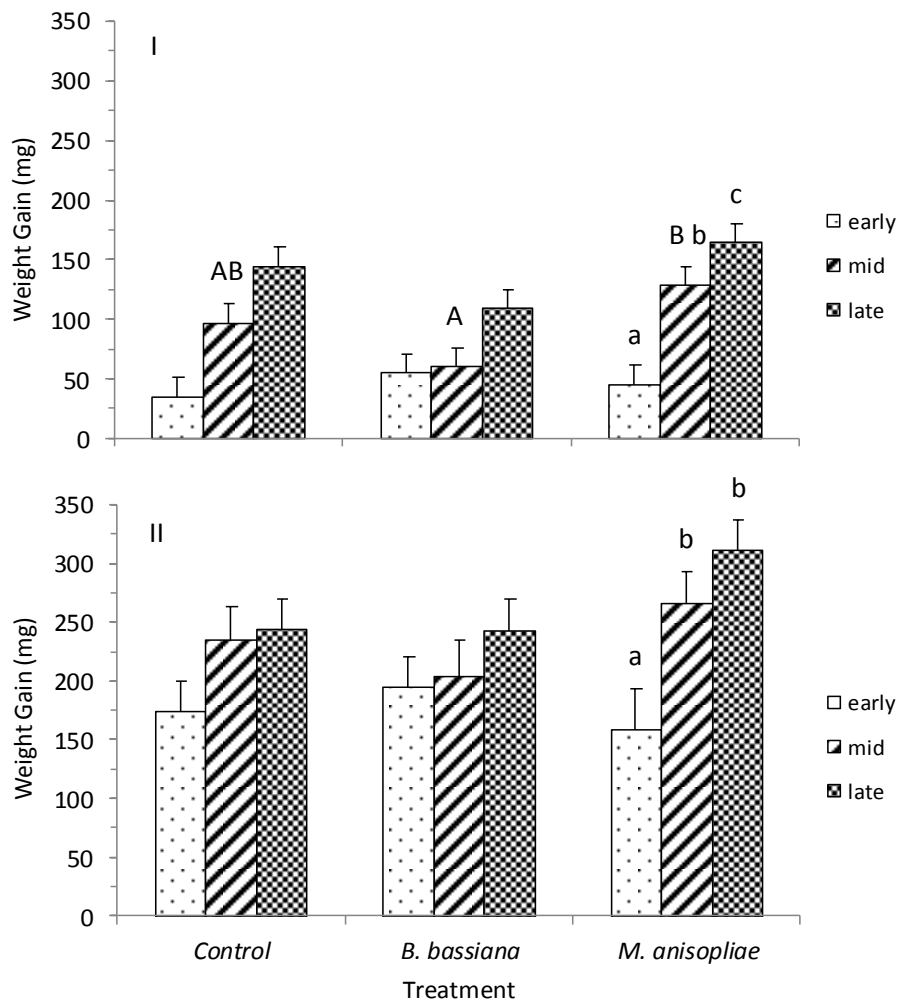 350
I
300
250
200
150
100
50
0
Weight Gain (mg)
AB
A
a
B b
c
early
mid
late
350
II
300
250
200
150
100
50
0
Weight Gain (mg)
a
b
b
early
mid
late
Control
B. bassiana
M. anisopliae
Treatment